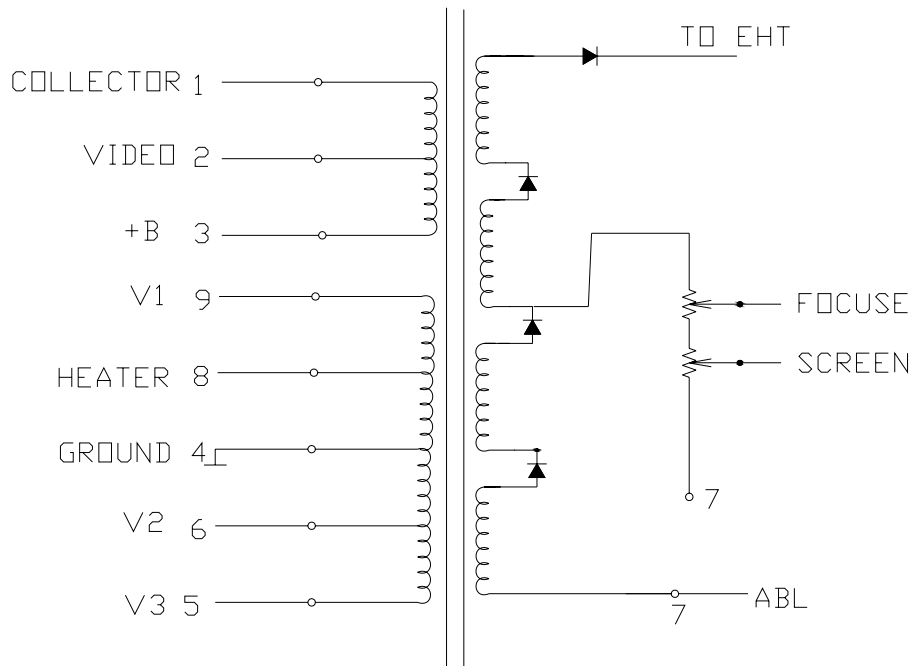 TO EHT
COLLECTOR 1
VIDEO 2
+B 3
V1 9
FOCUSE
HEATER 8
SCREEN
GROUND 4
7
V2 6
V3 5
ABL
7